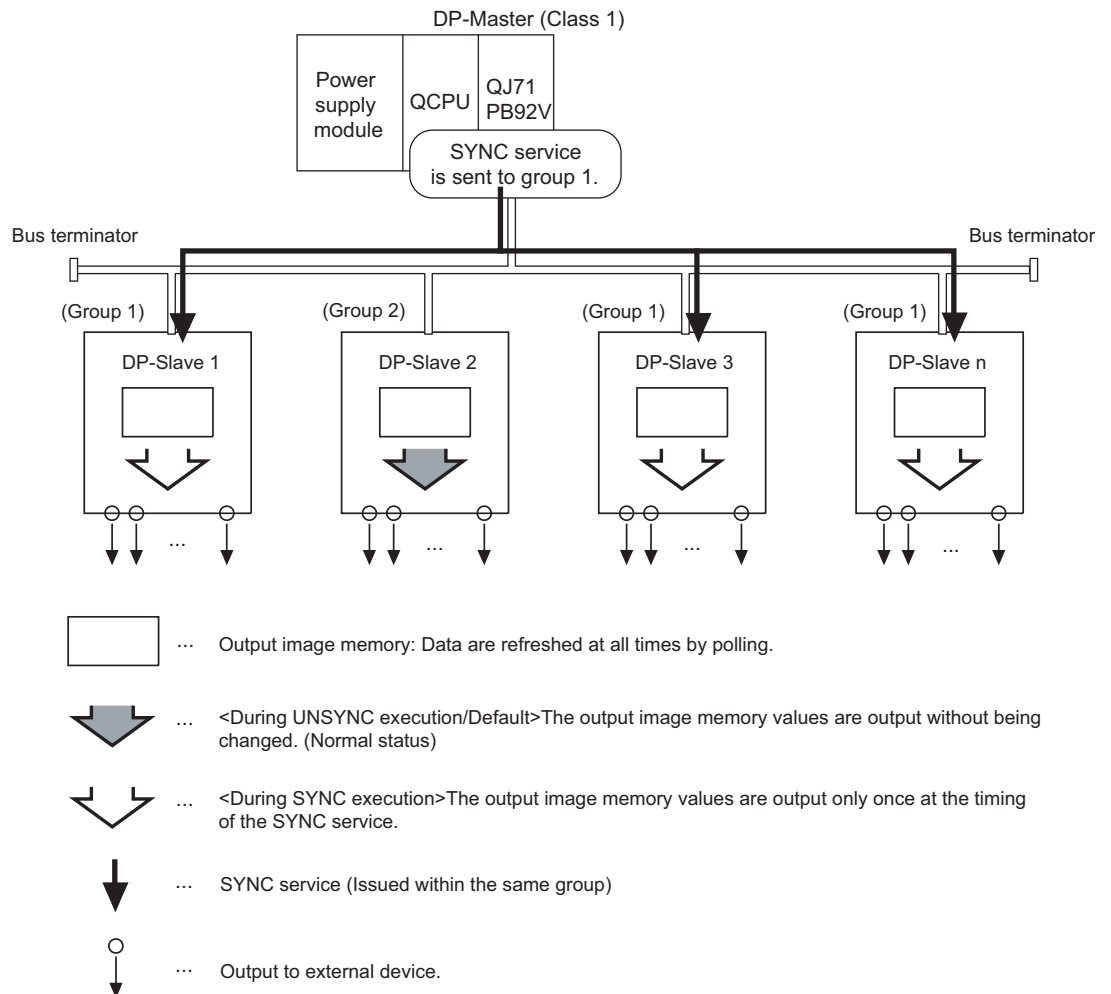 DP-Master (Class 1)
Power
supply
module
QCPU
QJ71
PB92V
SYNC service
is sent to group 1.
Bus terminator
Bus terminator
(Group 1)
(Group 2)
(Group 1)
(Group 1)
DP-Slave 1
DP-Slave 2
DP-Slave 3
DP-Slave n
...
...
...
...
... Output image memory: Data are refreshed at all times by polling.
... <During UNSYNC execution/Default>The output image memory values are output without being
changed. (Normal status)
... <During SYNC execution>The output image memory values are output only once at the timing
of the SYNC service.
... SYNC service (Issued within the same group)
... Output to external device.